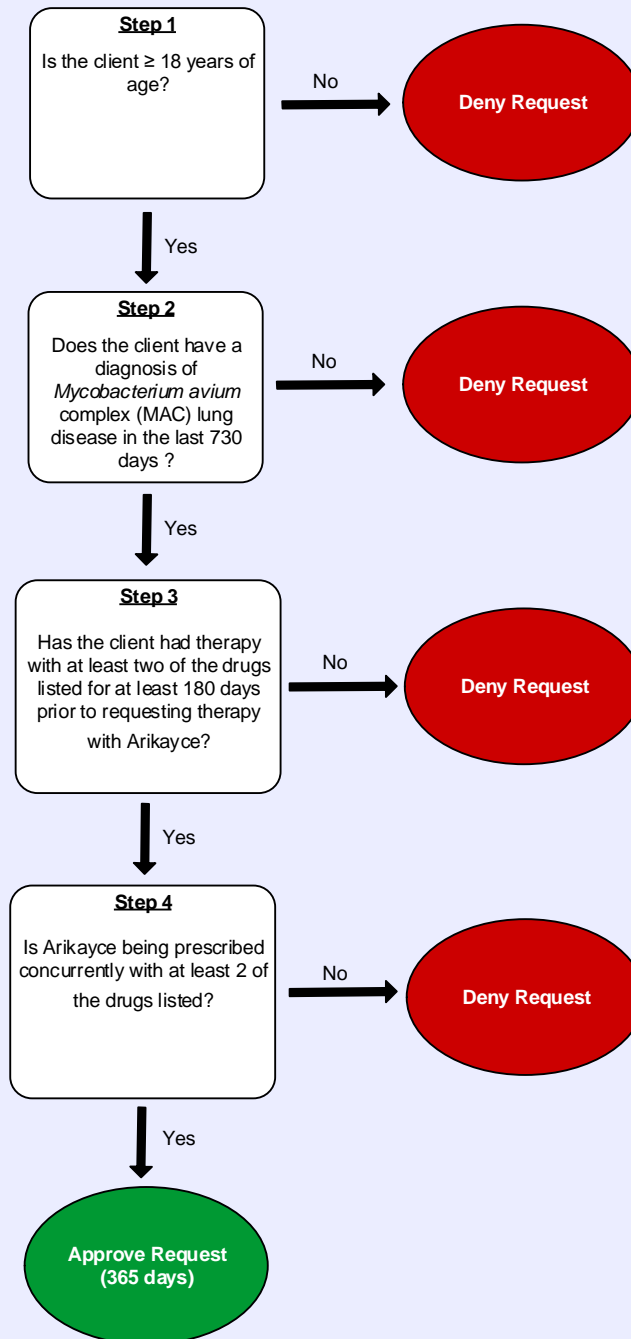 Step 1
Is the client ≥ 18 years of
age?
No
Deny Request
Yes
Step 2
Does the client have a
diagnosis of
Mycobacterium avium
complex (MAC) lung
disease in the last 730
days ?
No
Deny Request
Yes
Step 3
Has the client had therapy
with at least two of the drugs
listed for at least 180 days
prior to requesting therapy
with Arikayce?
No
Deny Request
Yes
Step 4
Is Arikayce being prescribed
concurrently with at least 2 of
the drugs listed?
No
Deny Request
Yes
Approve Request
(365 days)